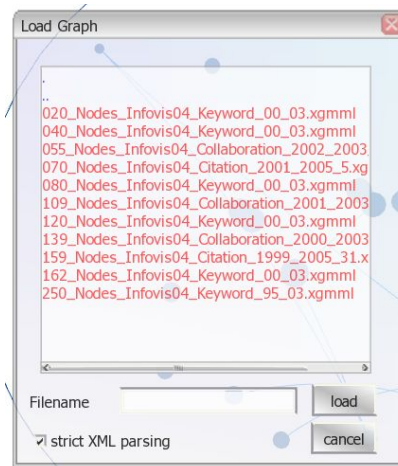 Load Graph
.
..
020_Nodes_Infovis04_Keyword_00_03.xgmml
040_Nodes_Infovis04_Keyword_00_03.xgmml
055_Nodes_Infovis04_Collaboration_2002_2003_
070_Nodes_Infovis04_Citation_2001_2005_5.xg
080_Nodes_Infovis04_Keyword_00_03.xgmml
109_Nodes_Infovis04_Collaboration_2001_2003
120_Nodes_Infovis04_Keyword_00_03.xgmml
139_Nodes_Infovis04_Collaboration_2000_2003
159_Nodes_Infovis04_Citation_1999_2005_31.x
162_Nodes_Infovis04_Keyword_00_03.xgmml
250_Nodes_Infovis04_Keyword_95_03.xgmml
Filename
load
strict XML parsing
cancel